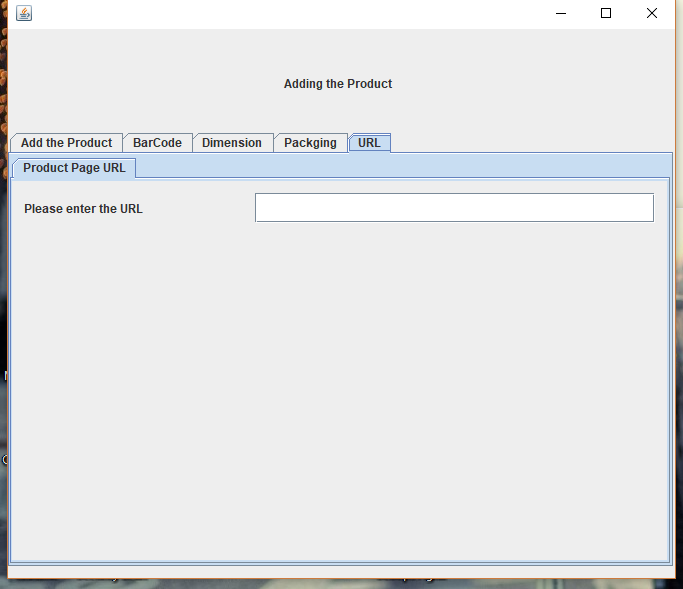 Adding the Product
Add the Product BarCode Dimension Packging URL
Product Page URL
Please enter the URL